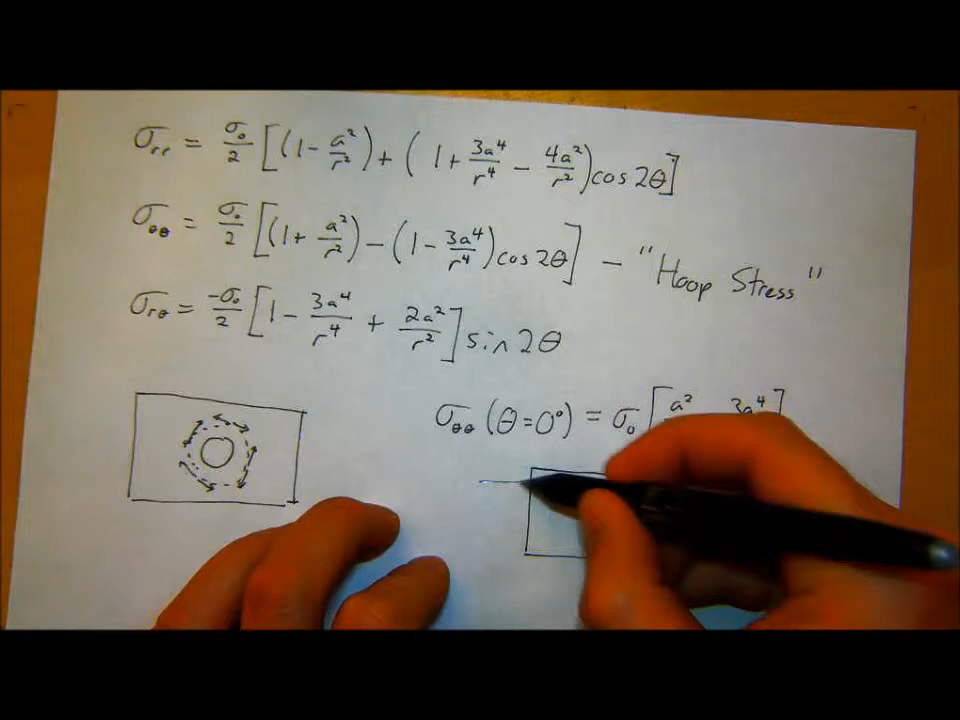 σrr = σ₀/2 [(1 - a²/r²) + (1 + 3a⁴/r⁴ - 4a²/r²) cos 2θ]
σθθ = σ₀/2 [(1 + a²/r²) - (1 - 3a⁴/r⁴) cos 2θ] - "Hoop Stress"
σrθ = -σ₀/2 [1 - 3a⁴/r⁴ + 2a²/r²] sin 2θ
σθθ (θ = 0°) = σ₀ [a² 3a⁴]